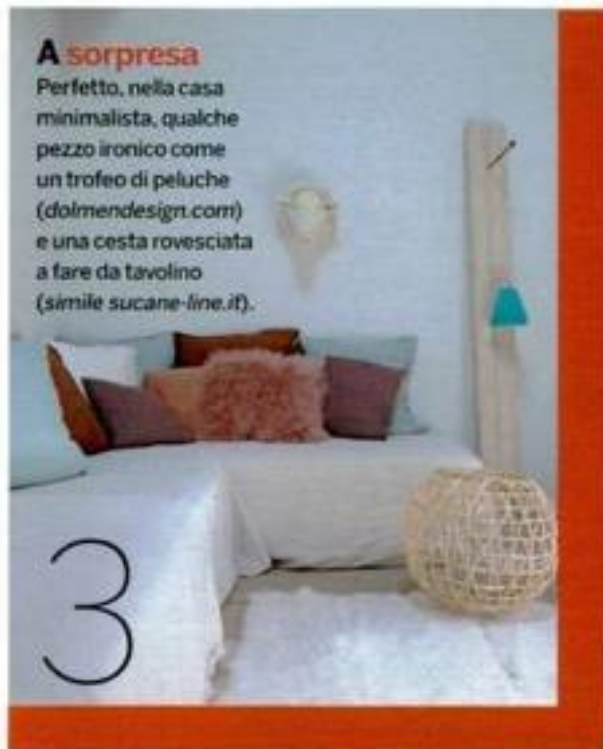 A sorpresa
Perfetto, nella casa
minimalista, qualche
pezzo ironico come
un trofeo di peluche
(dolmendesign.com)
e una cesta rovesciata
a fare da tavolino
(simile sucane-line.it).
3